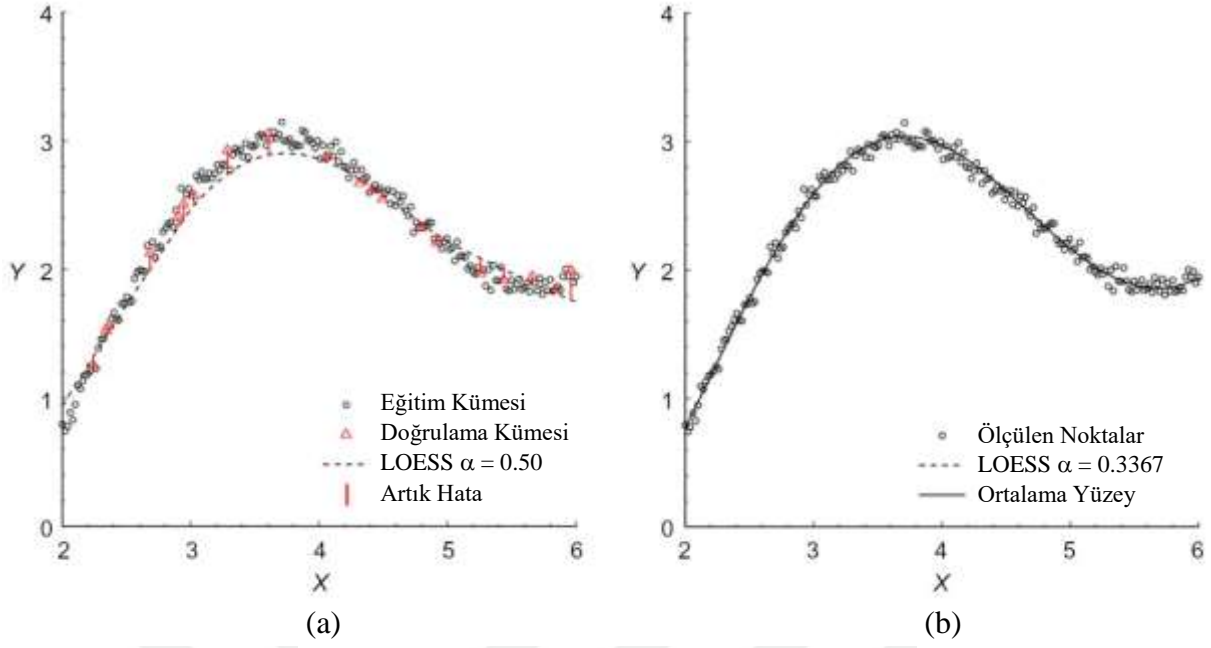 4
3
Y
2
1
0
2 3 4 5 6
X
Eğitim Kümesi
Doğrulama Kümesi
LOESS α = 0.50
Artık Hata
(a)
4
3
Y
2
1
0
2 3 4 5 6
X
Ölçülen Noktalar
LOESS α = 0.3367
Ortalama Yüzey
(b)